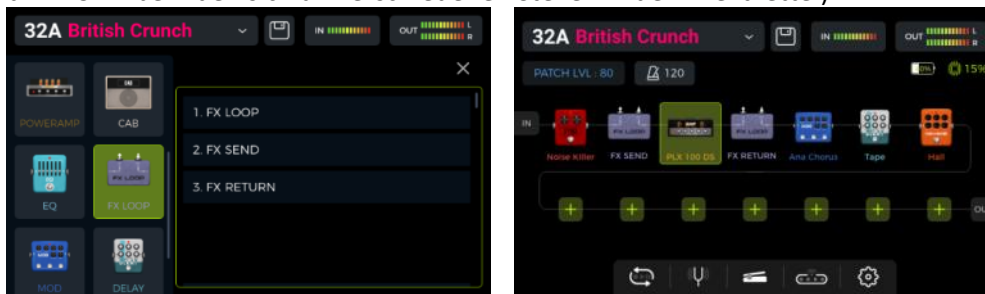 32A British Crunch
IN
OUT
L
R
POWERAMP
CAB
EQ
FX LOOP
MOD
DELAY
1. FX LOOP
2. FX SEND
3. FX RETURN
32A British Crunch
IN
OUT
L
R
PATCH LVL : 80
120
15%
IN
Noise Killer
FX SEND
PLX 100 DS
FX RETURN
Ana Chorus
Tape
Hall